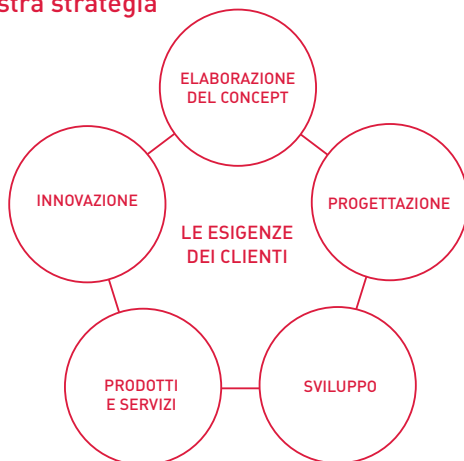 stra strategia
ELABORAZIONE
DEL CONCEPT
INNOVAZIONE
PROGETTAZIONE
LE ESIGENZE
DEI CLIENTI
PRODOTTI
E SERVIZI
SVILUPPO